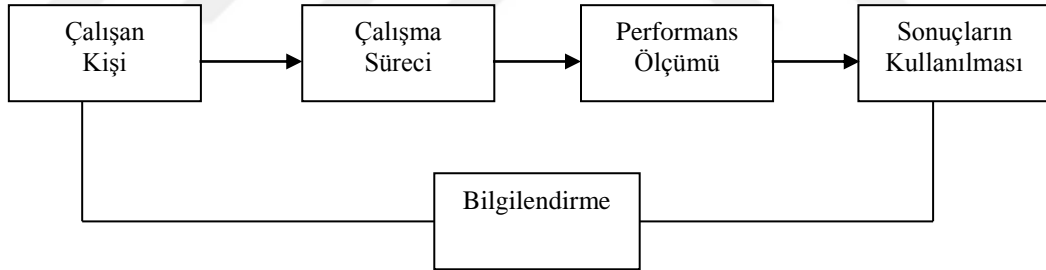 Çalışan
Kişi
Çalışma
Süreci
Performans
Ölçümü
Sonuçların
Kullanılması
Bilgilendirme